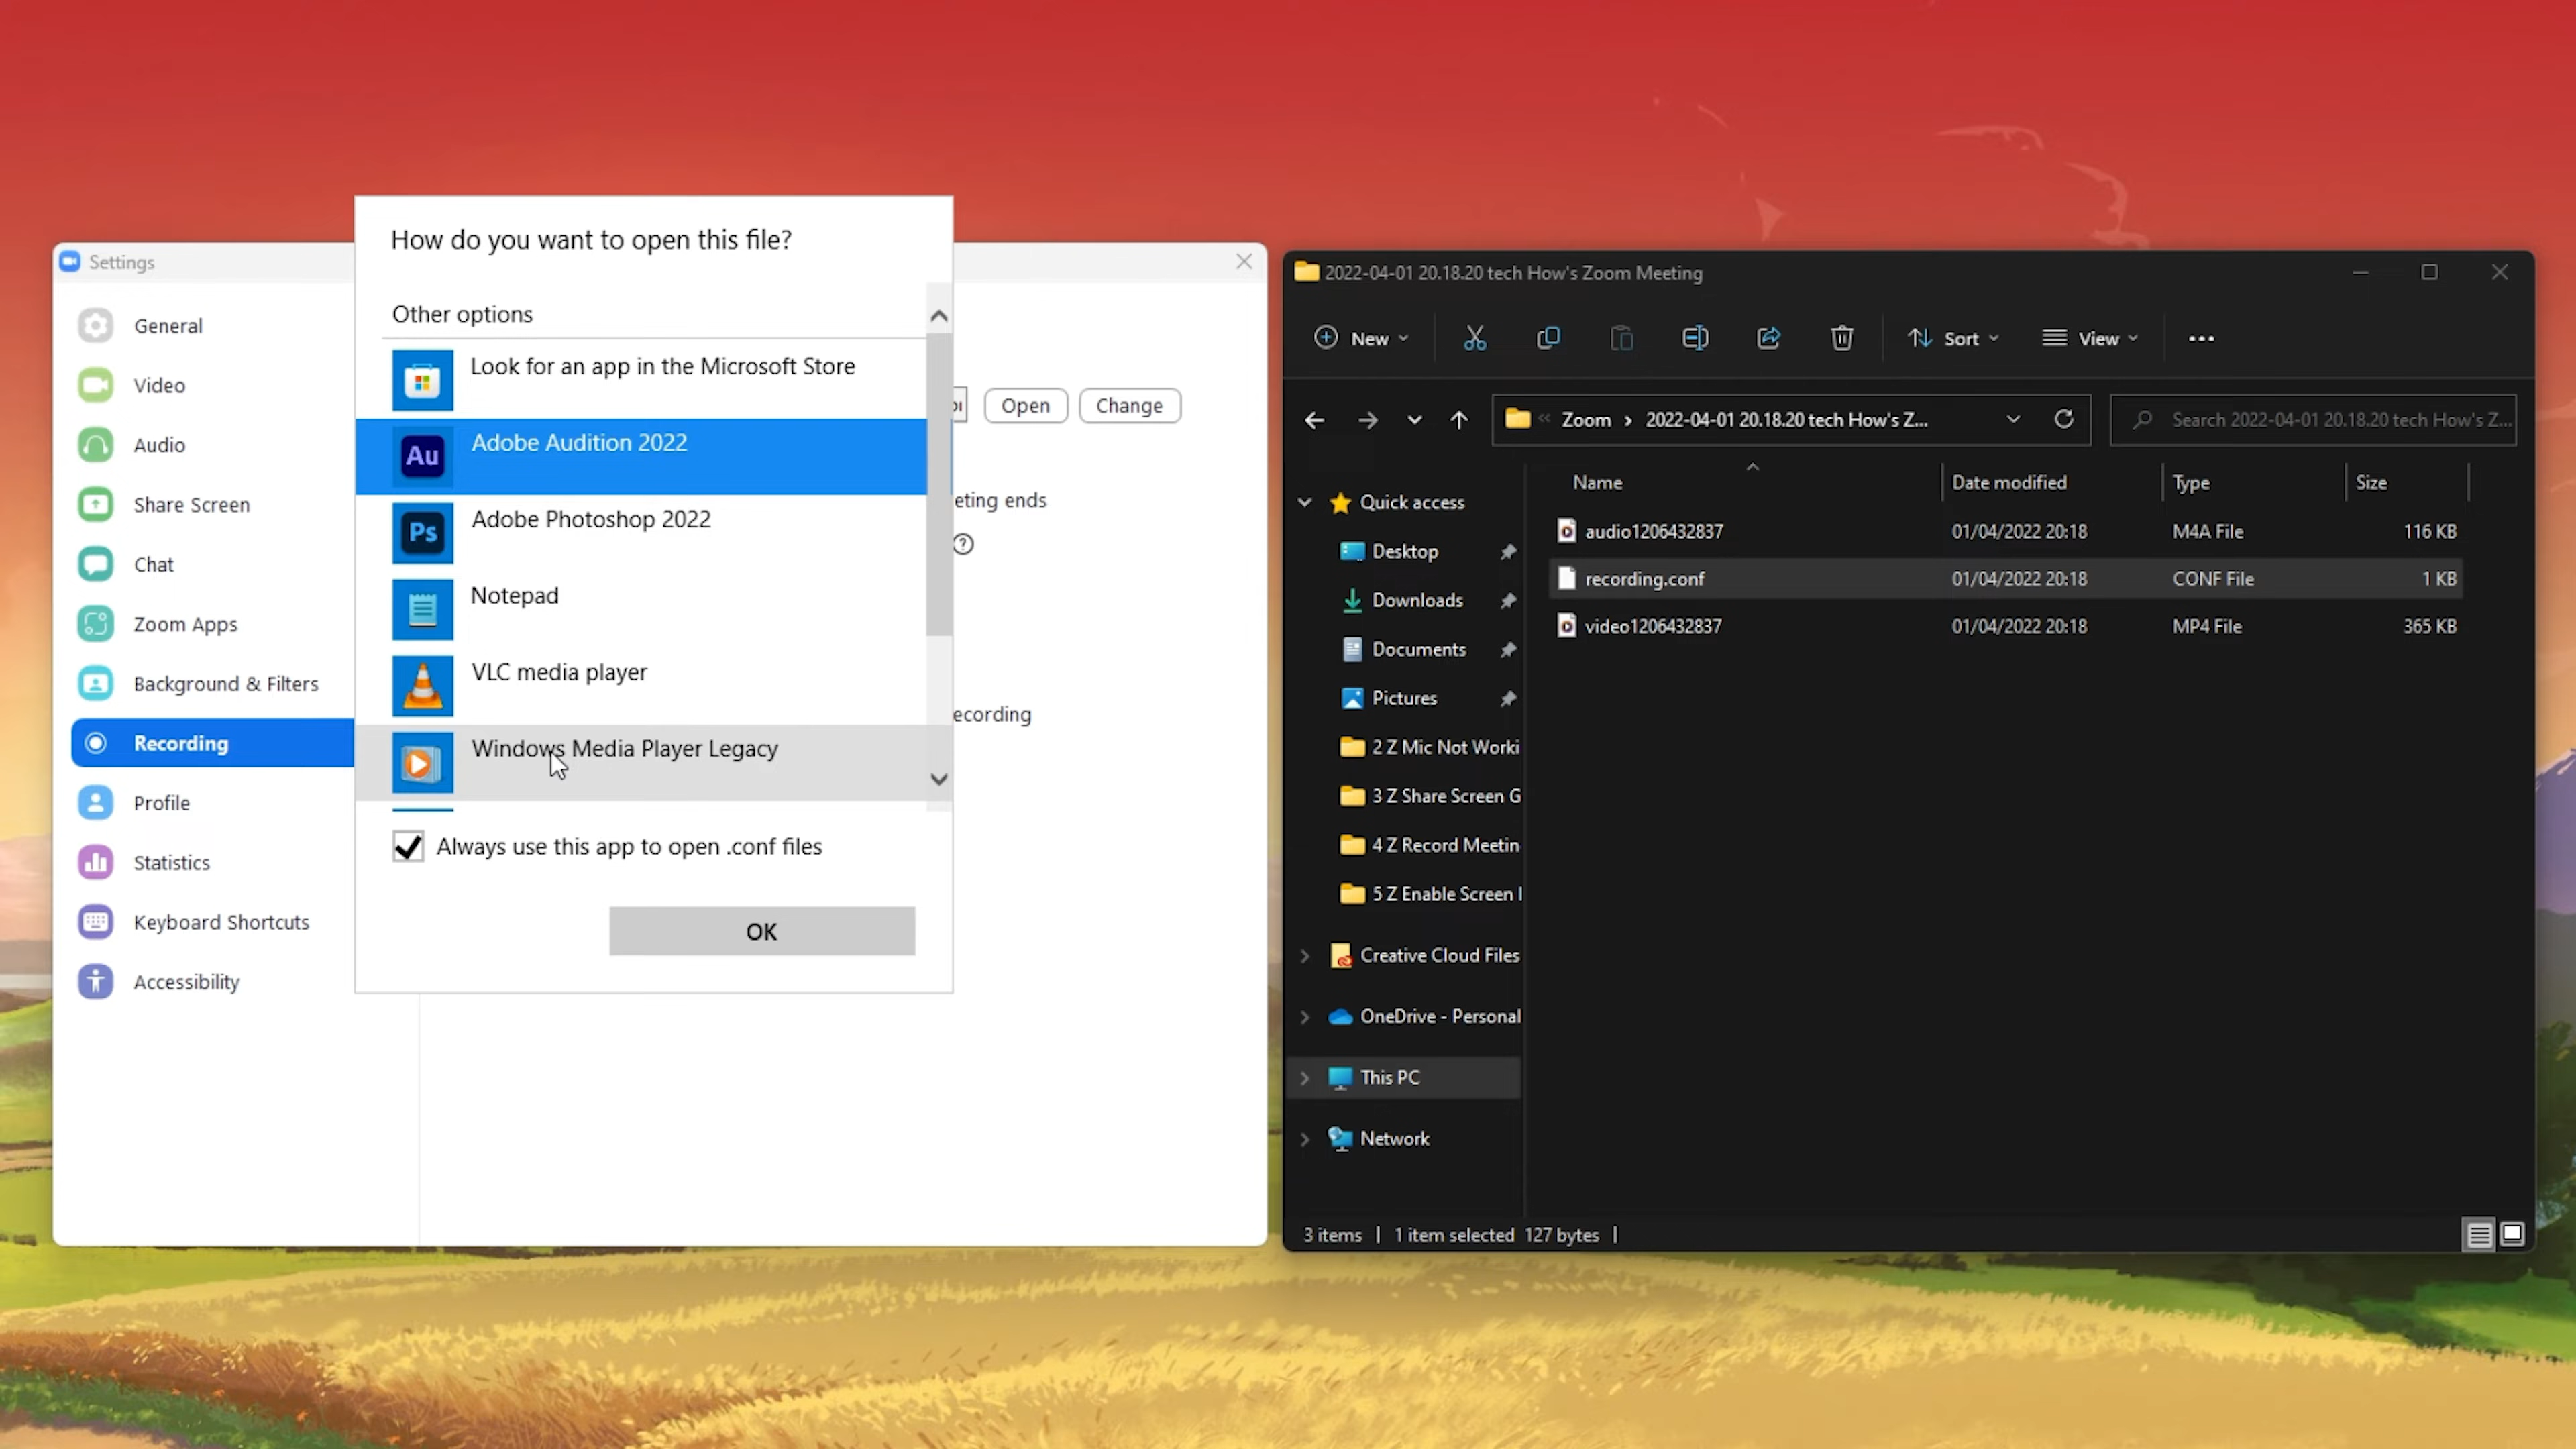 Settings
General
Video
Audio
Share Screen
Chat
Zoom Apps
Background & Filters
Recording
Profile
Statistics
Keyboard Shortcuts
Accessibility
Open
Change
eting ends
ecording
How do you want to open this file?
Other options
Look for an app in the Microsoft Store
Au
Adobe Audition 2022
Ps
Adobe Photoshop 2022
Notepad
VLC media player
Windows Media Player Legacy
Always use this app to open .conf files
OK
2022-04-01 20.18.20 tech How's Zoom Meeting
New
Sort
View
Zoom › 2022-04-01 20.18.20 tech How's Z...
Search 2022-04-01 20.18.20 tech How's Z...
Name Date modified Type Size
audio1206432837 01/04/2022 20:18 M4A File 116 KB
recording.conf 01/04/2022 20:18 CONF File 1 KB
video1206432837 01/04/2022 20:18 MP4 File 365 KB
Quick access
Desktop
Downloads
Documents
Pictures
2 Z Mic Not Worki
3 Z Share Screen G
4 Z Record Meetin
5 Z Enable Screen
Creative Cloud Files
OneDrive - Personal
This PC
Network
3 items | 1 item selected 127 bytes |